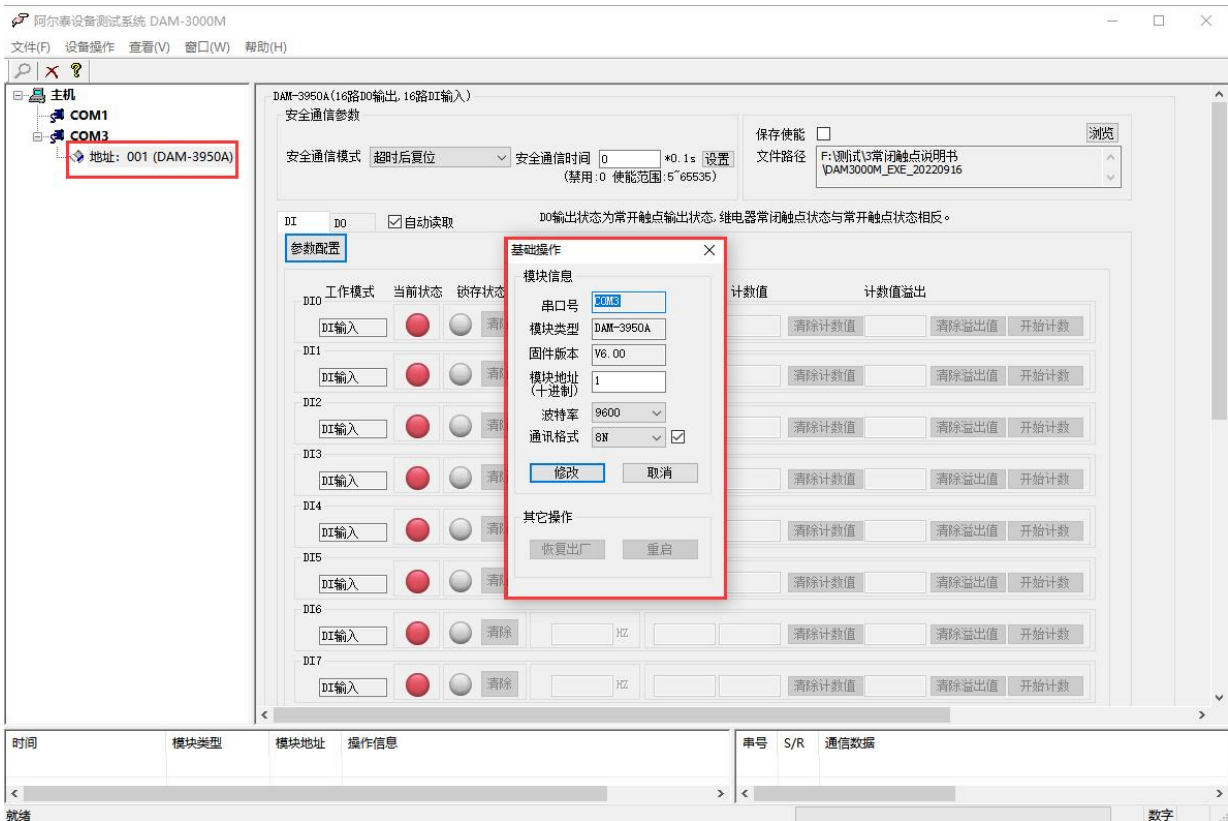 阿尔泰设备测试系统 DAM-3000M
文件(F) 设备操作 查看(V) 窗口(W) 帮助(H)
主机
COM1
COM3
地址：001 (DAM-3950A)
DAM-3950A(16路DO输出,16路DI输入)
安全通信参数
安全通信模式 超时后复位 安全通信时间 0 *0.1s 设置
(禁用:0 使能范围:5~65535)
保存使能 浏览
文件路径 F:\测试\3常闭触点说明书
\DAM3000M_EXE_20220916
DI DO 自动读取 DO输出状态为常开触点输出状态,继电器常闭触点状态与常开触点状态相反。
参数配置
工作模式 当前状态 锁存状态 计数值 计数值溢出
DI0
DI输入 清除计数值 清除溢出值 开始计数
DI1
DI输入 清除计数值 清除溢出值 开始计数
DI2
DI输入 清除计数值 清除溢出值 开始计数
DI3
DI输入 清除计数值 清除溢出值 开始计数
DI4
DI输入 清除计数值 清除溢出值 开始计数
DI5
DI输入 清除计数值 清除溢出值 开始计数
DI6
DI输入 清除 HZ 清除计数值 清除溢出值 开始计数
DI7
DI输入 清除 HZ 清除计数值 清除溢出值 开始计数
基础操作
模块信息
串口号 COM3
模块类型 DAM-3950A
固件版本 V6.00
模块地址 1
(十进制)
波特率 9600
通讯格式 8N
修改 取消
其它操作
恢复出厂 重启
时间 模块类型 模块地址 操作信息
串号 S/R 通信数据
就绪 数字